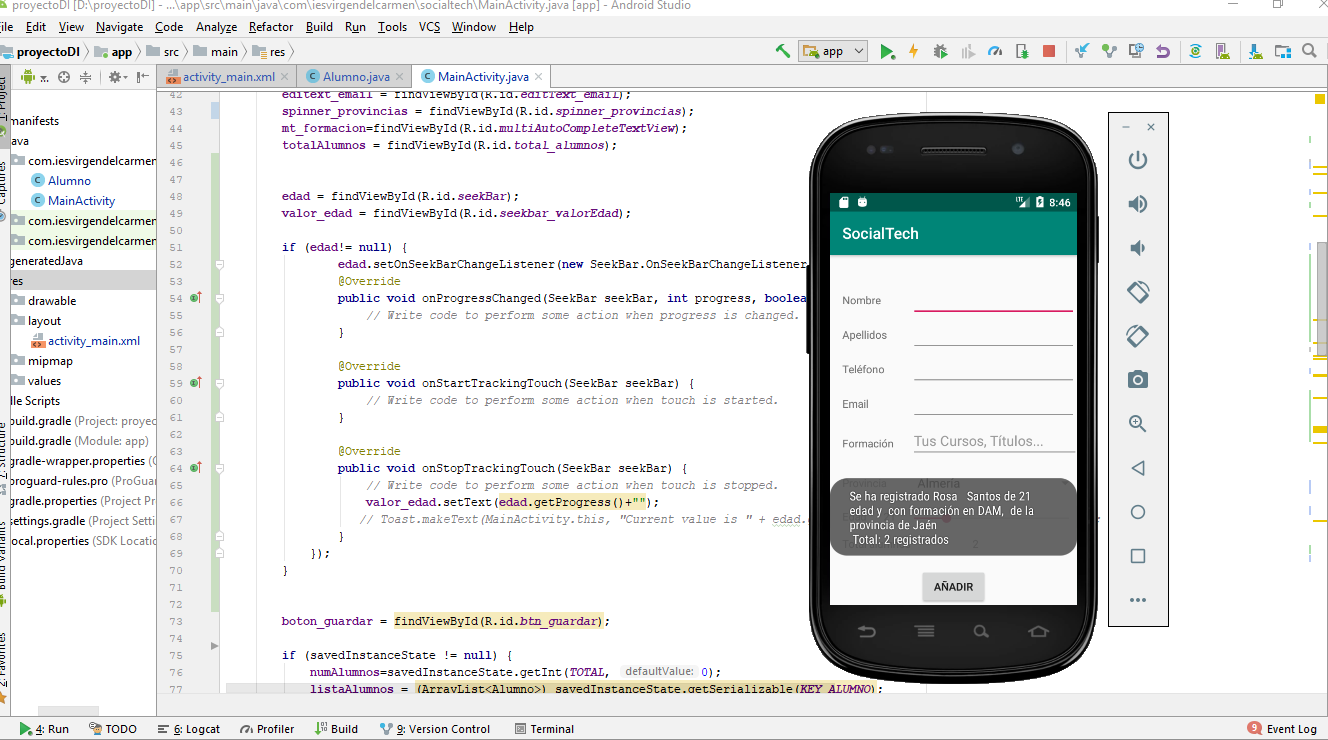 proyectoDI [D:\proyectoDI] - ...\app\src\main\java\com\iesvirgendelcarmen\socialtech\MainActivity.java [app] - Android Studio
ile Edit View Navigate Code Analyze Refactor Build Run Tools VCS Window Help
proyectoDI app src main res app
1: Project
Captures
7: Structure
Build Variants
2: Favorites
manifests
ava
com.iesvirgendelcarmen
Alumno
MainActivity
com.iesvirgendelcarmen
com.iesvirgendelcarmen
generatedJava
res
drawable
layout
activity_main.xml
mipmap
values
dle Scripts
build.gradle (Project: proyec
build.gradle (Module: app)
gradle-wrapper.properties (G
proguard-rules.pro (ProGuar
gradle.properties (Project Pr
settings.gradle (Project Setti
local.properties (SDK Locatio
activity_main.xml Alumno.java MainActivity.java
42 editext_email = findViewById(R.id.editText_email);
43 spinner_provincias = findViewById(R.id.spinner_provincias);
44 mt_formacion=findViewById(R.id.multiAutoCompleteTextView);
45 totalAlumnos = findViewById(R.id.total_alumnos);
46
47
48 edad = findViewById(R.id.seekBar);
49 valor_edad = findViewById(R.id.seekbar_valorEdad);
50
51 if (edad!= null) {
52 edad.setOnSeekBarChangeListener(new SeekBar.OnSeekBarChangeListener
53 @Override
54 public void onProgressChanged(SeekBar seekBar, int progress, boolea
55 // Write code to perform some action when progress is changed.
56 }
57
58 @Override
59 public void onStartTrackingTouch(SeekBar seekBar) {
60 // Write code to perform some action when touch is started.
61 }
62
63 @Override
64 public void onStopTrackingTouch(SeekBar seekBar) {
65 // Write code to perform some action when touch is stopped.
66 valor_edad.setText(edad.getProgress()+"");
67 // Toast.makeText(MainActivity.this, "Current value is " + edad.
68 }
69 });
70 }
71
72
73 boton_guardar = findViewById(R.id.btn_guardar);
74
75 if (savedInstanceState != null) {
76 numAlumnos=savedInstanceState.getInt(TOTAL, defaultValue: 0);
77 listaAlumnos = (ArrayList<Alumno>) savedInstanceState.getSerializable(KEY_ALUMNO);
LTE 8:46
SocialTech
Nombre
Apellidos
Teléfono
Email
Formación Tus Cursos, Títulos...
Provincia Almería
Se ha registrado Rosa Santos de 21
edad y con formación en DAM, de la
provincia de Jaén
Total: 2 registrados
2
AÑADIR
4: Run TODO 6: Logcat Profiler Build 9: Version Control Terminal 9 Event Log